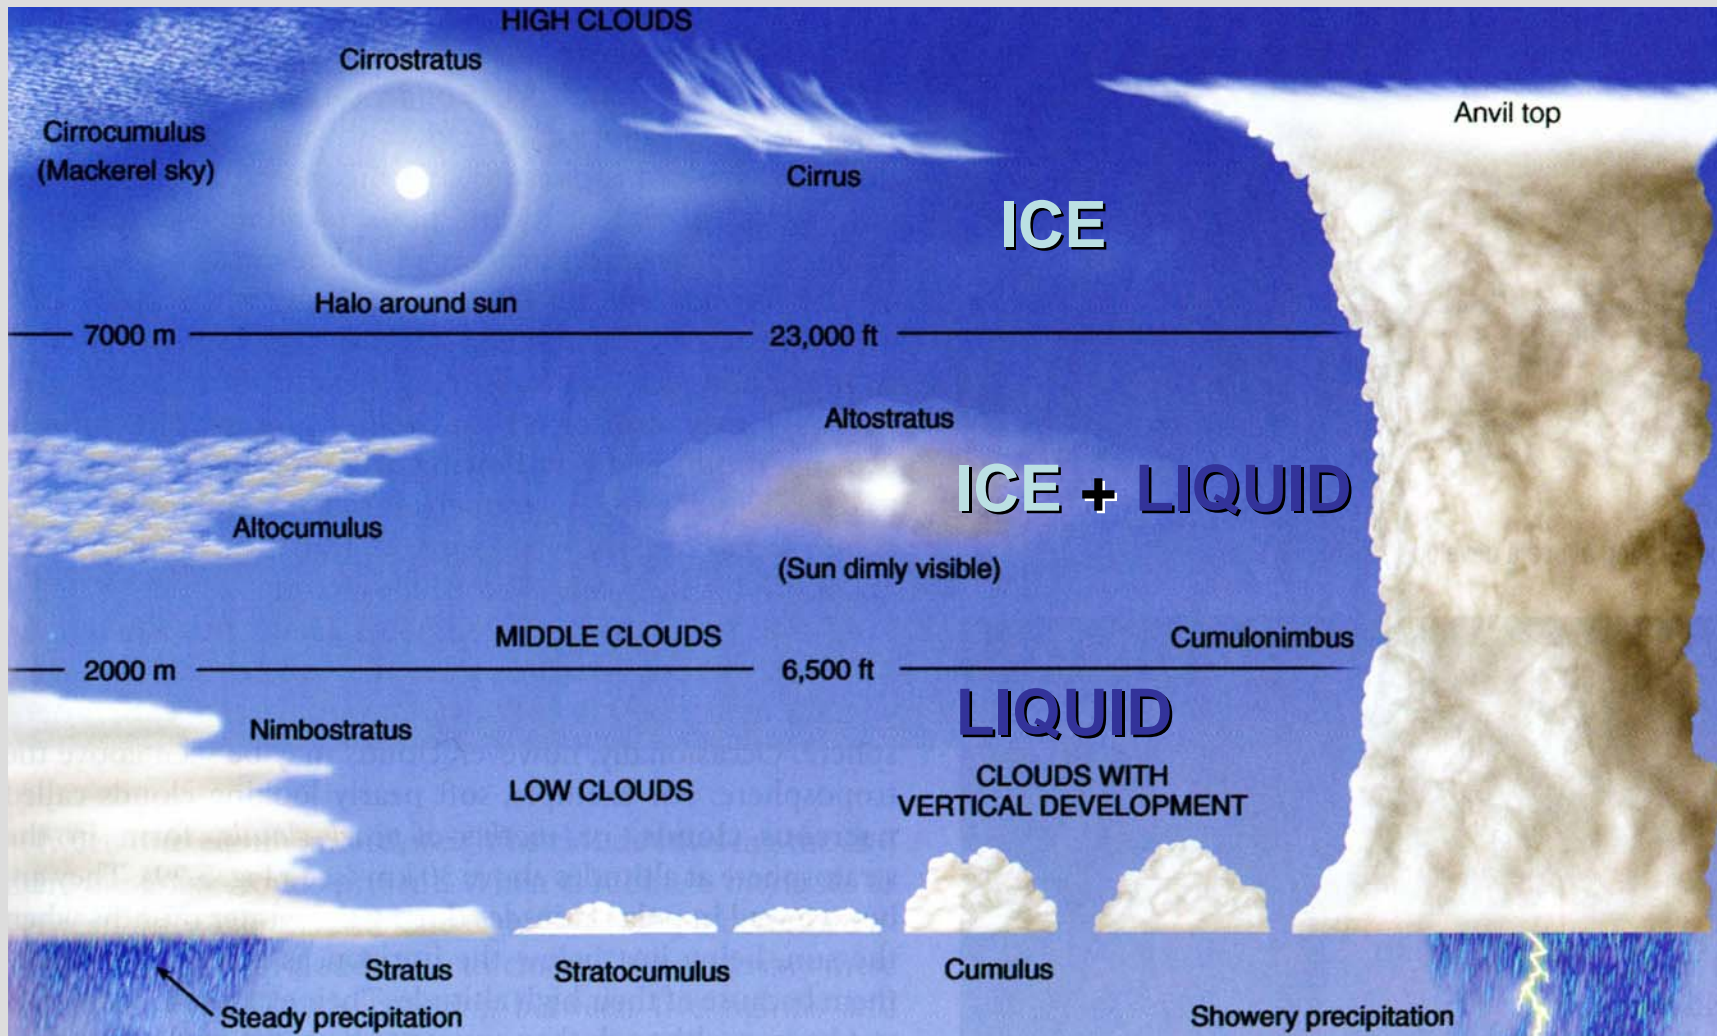 HIGH CLOUDS
Cirrostratus
Anvil top
Cirrocumulus
(Mackerel sky)
Cirrus
ICE
Halo around sun
7000 m
23,000 ft
Altostratus
ICE + LIQUID
Altocumulus
(Sun dimly visible)
MIDDLE CLOUDS
Cumulonimbus
2000 m
6,500 ft
LIQUID
Nimbostratus
LOW CLOUDS
CLOUDS WITH
VERTICAL DEVELOPMENT
Stratus
Stratocumulus
Cumulus
Steady precipitation
Showery precipitation